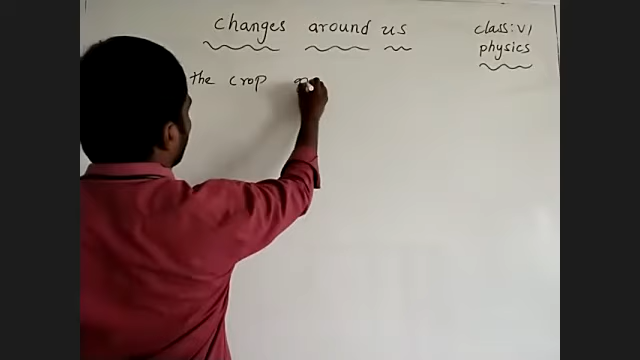 changes around us
class: VI
physics
the crop